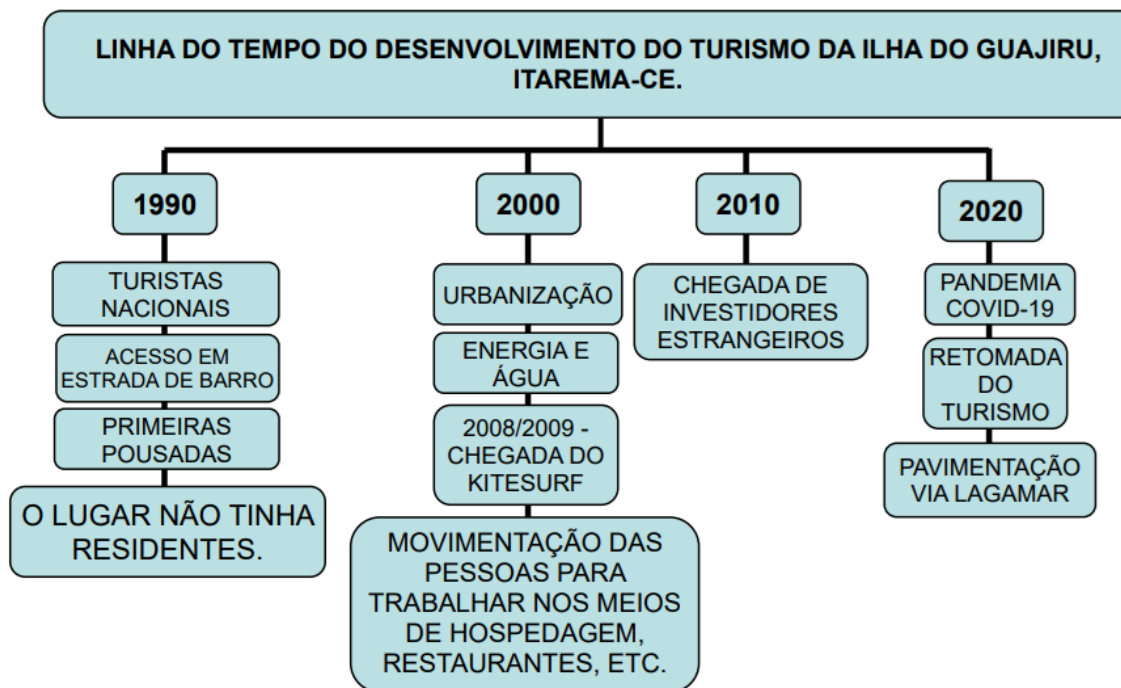 LINHA DO TEMPO DO DESENVOLVIMENTO DO TURISMO DA ILHA DO GUAJIRU,
ITAREMA-CE.
1990
TURISTAS
NACIONAIS
ACESSO EM
ESTRADA DE BARRO
PRIMEIRAS
POUSADAS
O LUGAR NÃO TINHA
RESIDENTES.
2000
URBANIZAÇÃO
ENERGIA E
ÁGUA
2008/2009 -
CHEGADA DO
KITESURF
MOVIMENTAÇÃO DAS
PESSOAS PARA
TRABALHAR NOS MEIOS
DE HOSPEDAGEM,
RESTAURANTES, ETC.
2010
CHEGADA DE
INVESTIDORES
ESTRANGEIROS
2020
PANDEMIA
COVID-19
RETOMADA
DO
TURISMO
PAVIMENTAÇÃO
VIA LAGAMAR